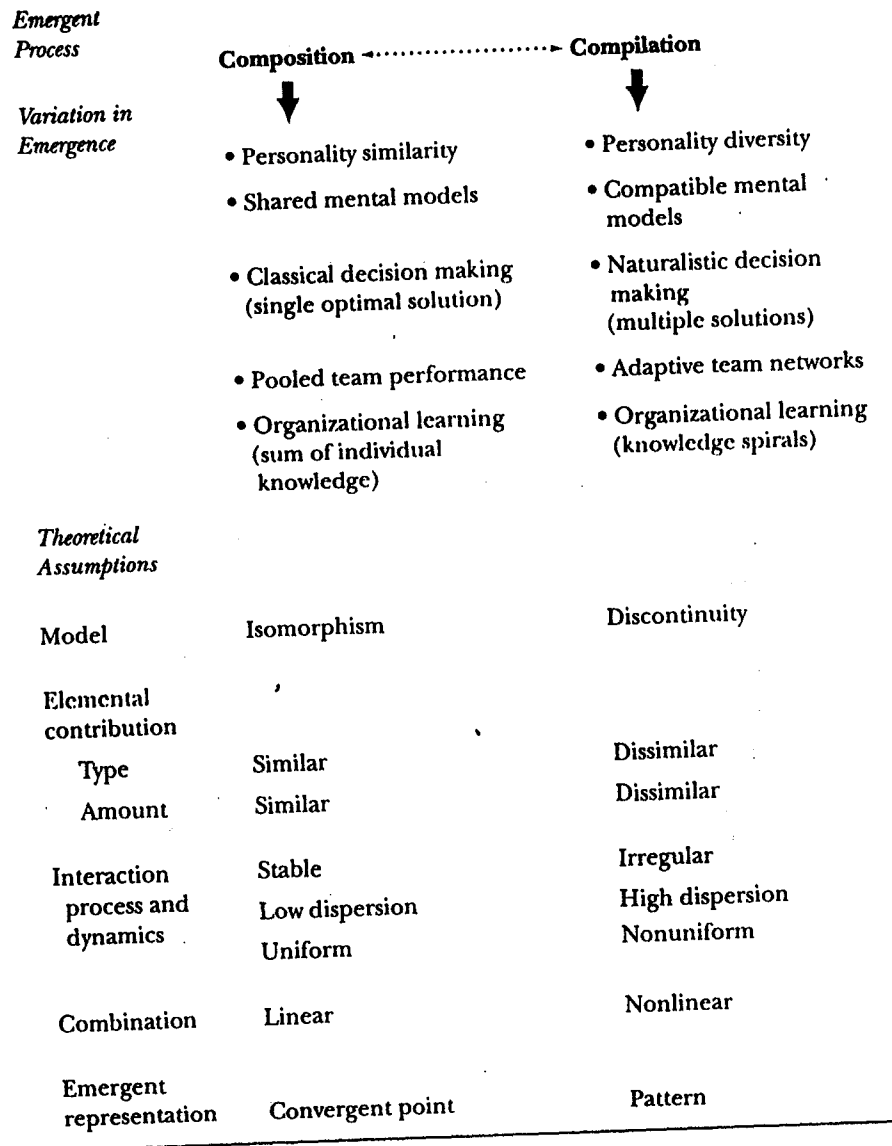 Emergent
Process
Composition Compilation
Variation in
Emergence
• Personality similarity
• Shared mental models
• Classical decision making
(single optimal solution)
• Pooled team performance
• Organizational learning
(sum of individual
knowledge)
• Personality diversity
• Compatible mental
models
• Naturalistic decision
making
(multiple solutions)
• Adaptive team networks
• Organizational learning
(knowledge spirals)
Theoretical
Assumptions
Model Isomorphism Discontinuity
Elemental
contribution
Type Similar Dissimilar
Amount Similar Dissimilar
Interaction
process and
dynamics
Stable
Low dispersion
Uniform
Irregular
High dispersion
Nonuniform
Combination Linear Nonlinear
Emergent
representation Convergent point Pattern